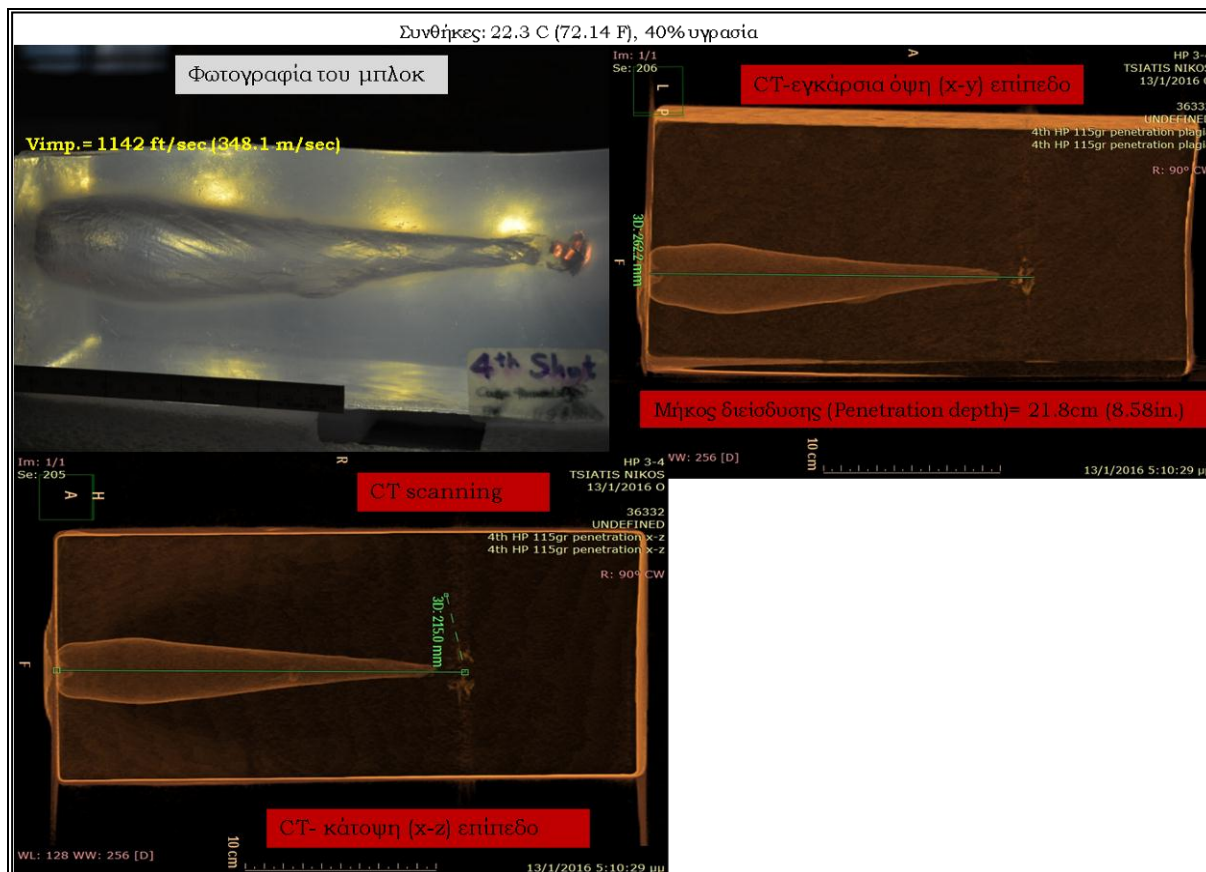 Συνθήκες: 22.3 C (72.14 F), 40% υγρασία
Φωτογραφία του μπλοκ
Vimp.= 1142 ft/sec (348.1 m/sec)
4th Shot
Im: 1/1
Se: 206
L
P
A
HP 3-4
TSIATIS NIKOS
13/1/2016 O
CT-εγκάρσια όψη (x-y) επίπεδο
36332
UNDEFINED
4th HP 115gr penetration plagia
4th HP 115gr penetration plagia
R: 90° CW
F
3D: 262.2 mm
Μήκος διείσδυσης (Penetration depth)= 21.8cm (8.58in.)
WW: 256 [D]
10 cm
13/1/2016 5:10:29 μμ
Im: 1/1
Se: 205
A
H
R
HP 3-4
TSIATIS NIKOS
13/1/2016 O
CT scanning
36332
UNDEFINED
4th HP 115gr penetration x-z
4th HP 115gr penetration x-z
R: 90° CW
F
3D: 215.0 mm
CT- κάτοψη (x-z) επίπεδο
WL: 128 WW: 256 [D]
10 cm
13/1/2016 5:10:29 μμ